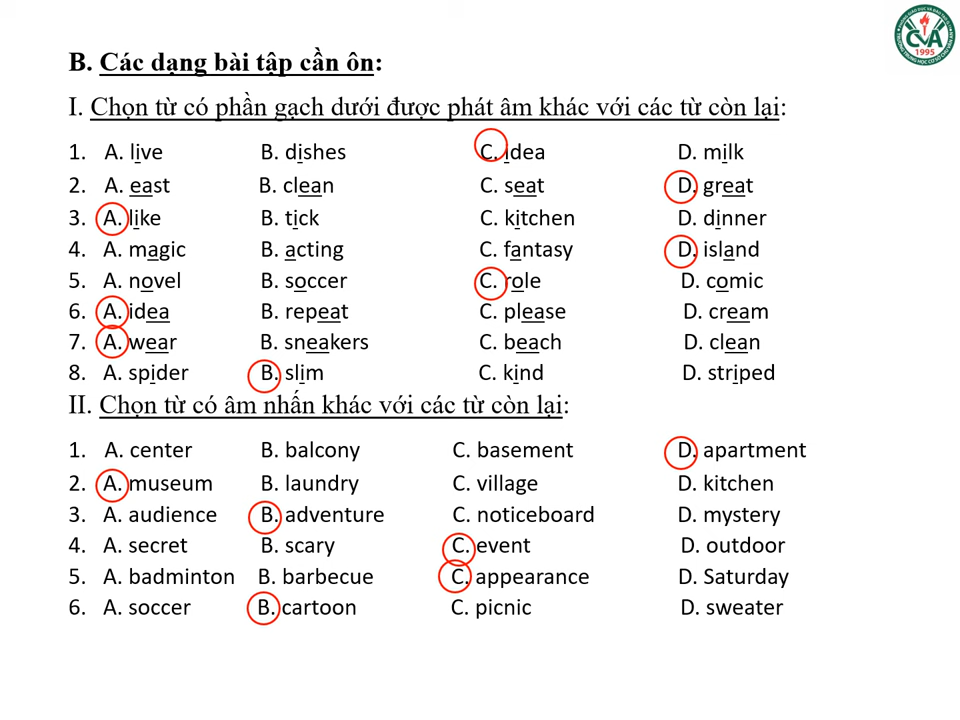 CVA
1995
B. Các dạng bài tập cần ôn:
I. Chọn từ có phần gạch dưới được phát âm khác với các từ còn lại:
1. A. live B. dishes C. idea D. milk
2. A. east B. clean C. seat D. great
3. A. like B. tick C. kitchen D. dinner
4. A. magic B. acting C. fantasy D. island
5. A. novel B. soccer C. role D. comic
6. A. idea B. repeat C. please D. cream
7. A. wear B. sneakers C. beach D. clean
8. A. spider B. slim C. kind D. striped
II. Chọn từ có âm nhấn khác với các từ còn lại:
1. A. center B. balcony C. basement D. apartment
2. A. museum B. laundry C. village D. kitchen
3. A. audience B. adventure C. noticeboard D. mystery
4. A. secret B. scary C. event D. outdoor
5. A. badminton B. barbecue C. appearance D. Saturday
6. A. soccer B. cartoon C. picnic D. sweater